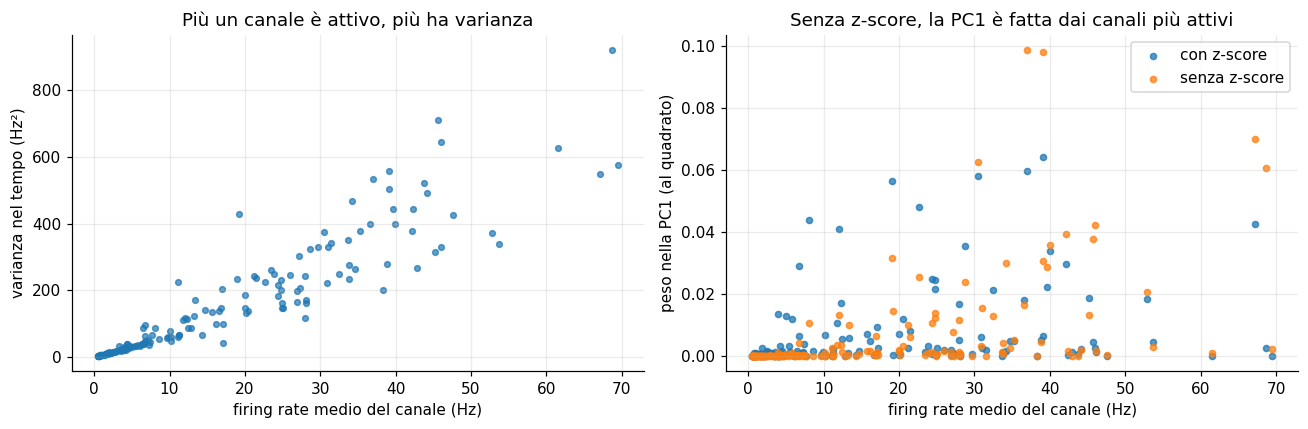 Più un canale è attivo, più ha varianza
varianza nel tempo (Hz²)
800
600
400
200
0
0 10 20 30 40 50 60 70
firing rate medio del canale (Hz)
Senza z-score, la PC1 è fatta dai canali più attivi
con z-score
senza z-score
peso nella PC1 (al quadrato)
0.10
0.08
0.06
0.04
0.02
0.00
0 10 20 30 40 50 60 70
firing rate medio del canale (Hz)